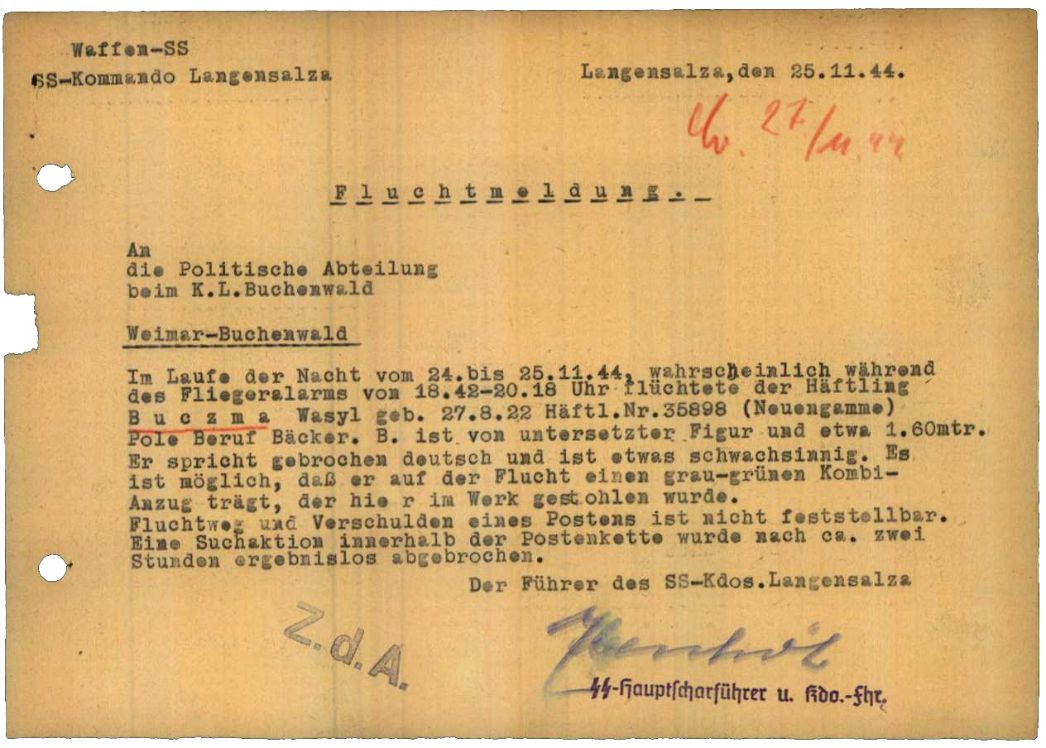 Waffen-SS
SS-Kommando Langensalza
Langensalza,den 25.11.44.
27/11.44
Fluchtmeldung.
An
die Politische Abteilung
beim K.L.Buchenwald
Weimar-Buchenwald
Im Laufe der Nacht vom 24.bis 25.11.44, wahrscheinlich während
des Fliegeralarms von 18.42-20.18 Uhr flüchtete der Häftling
Buczma Wasyl geb. 27.8.22 Häftl.Nr.35898 (Neuengamme)
Pole Beruf Bäcker. B. ist von untersetzter Figur und etwa 1.60mtr.
Er spricht gebrochen deutsch und ist etwas schwachsinnig. Es
ist möglich, daß er auf der Flucht einen grau-grünen Kombi-
Anzug trägt, der hie r im Werk gestohlen wurde.
Fluchtweg und Verschulden eines Postens ist nicht feststellbar.
Eine Suchaktion innerhalb der Postenkette wurde nach ca. zwei
Stunden ergebnislos abgebrochen.
Der Führer des SS-Kdos.Langensalza
Z.d.A.
SS-Hauptscharführer u. Kdo.-Fhr.